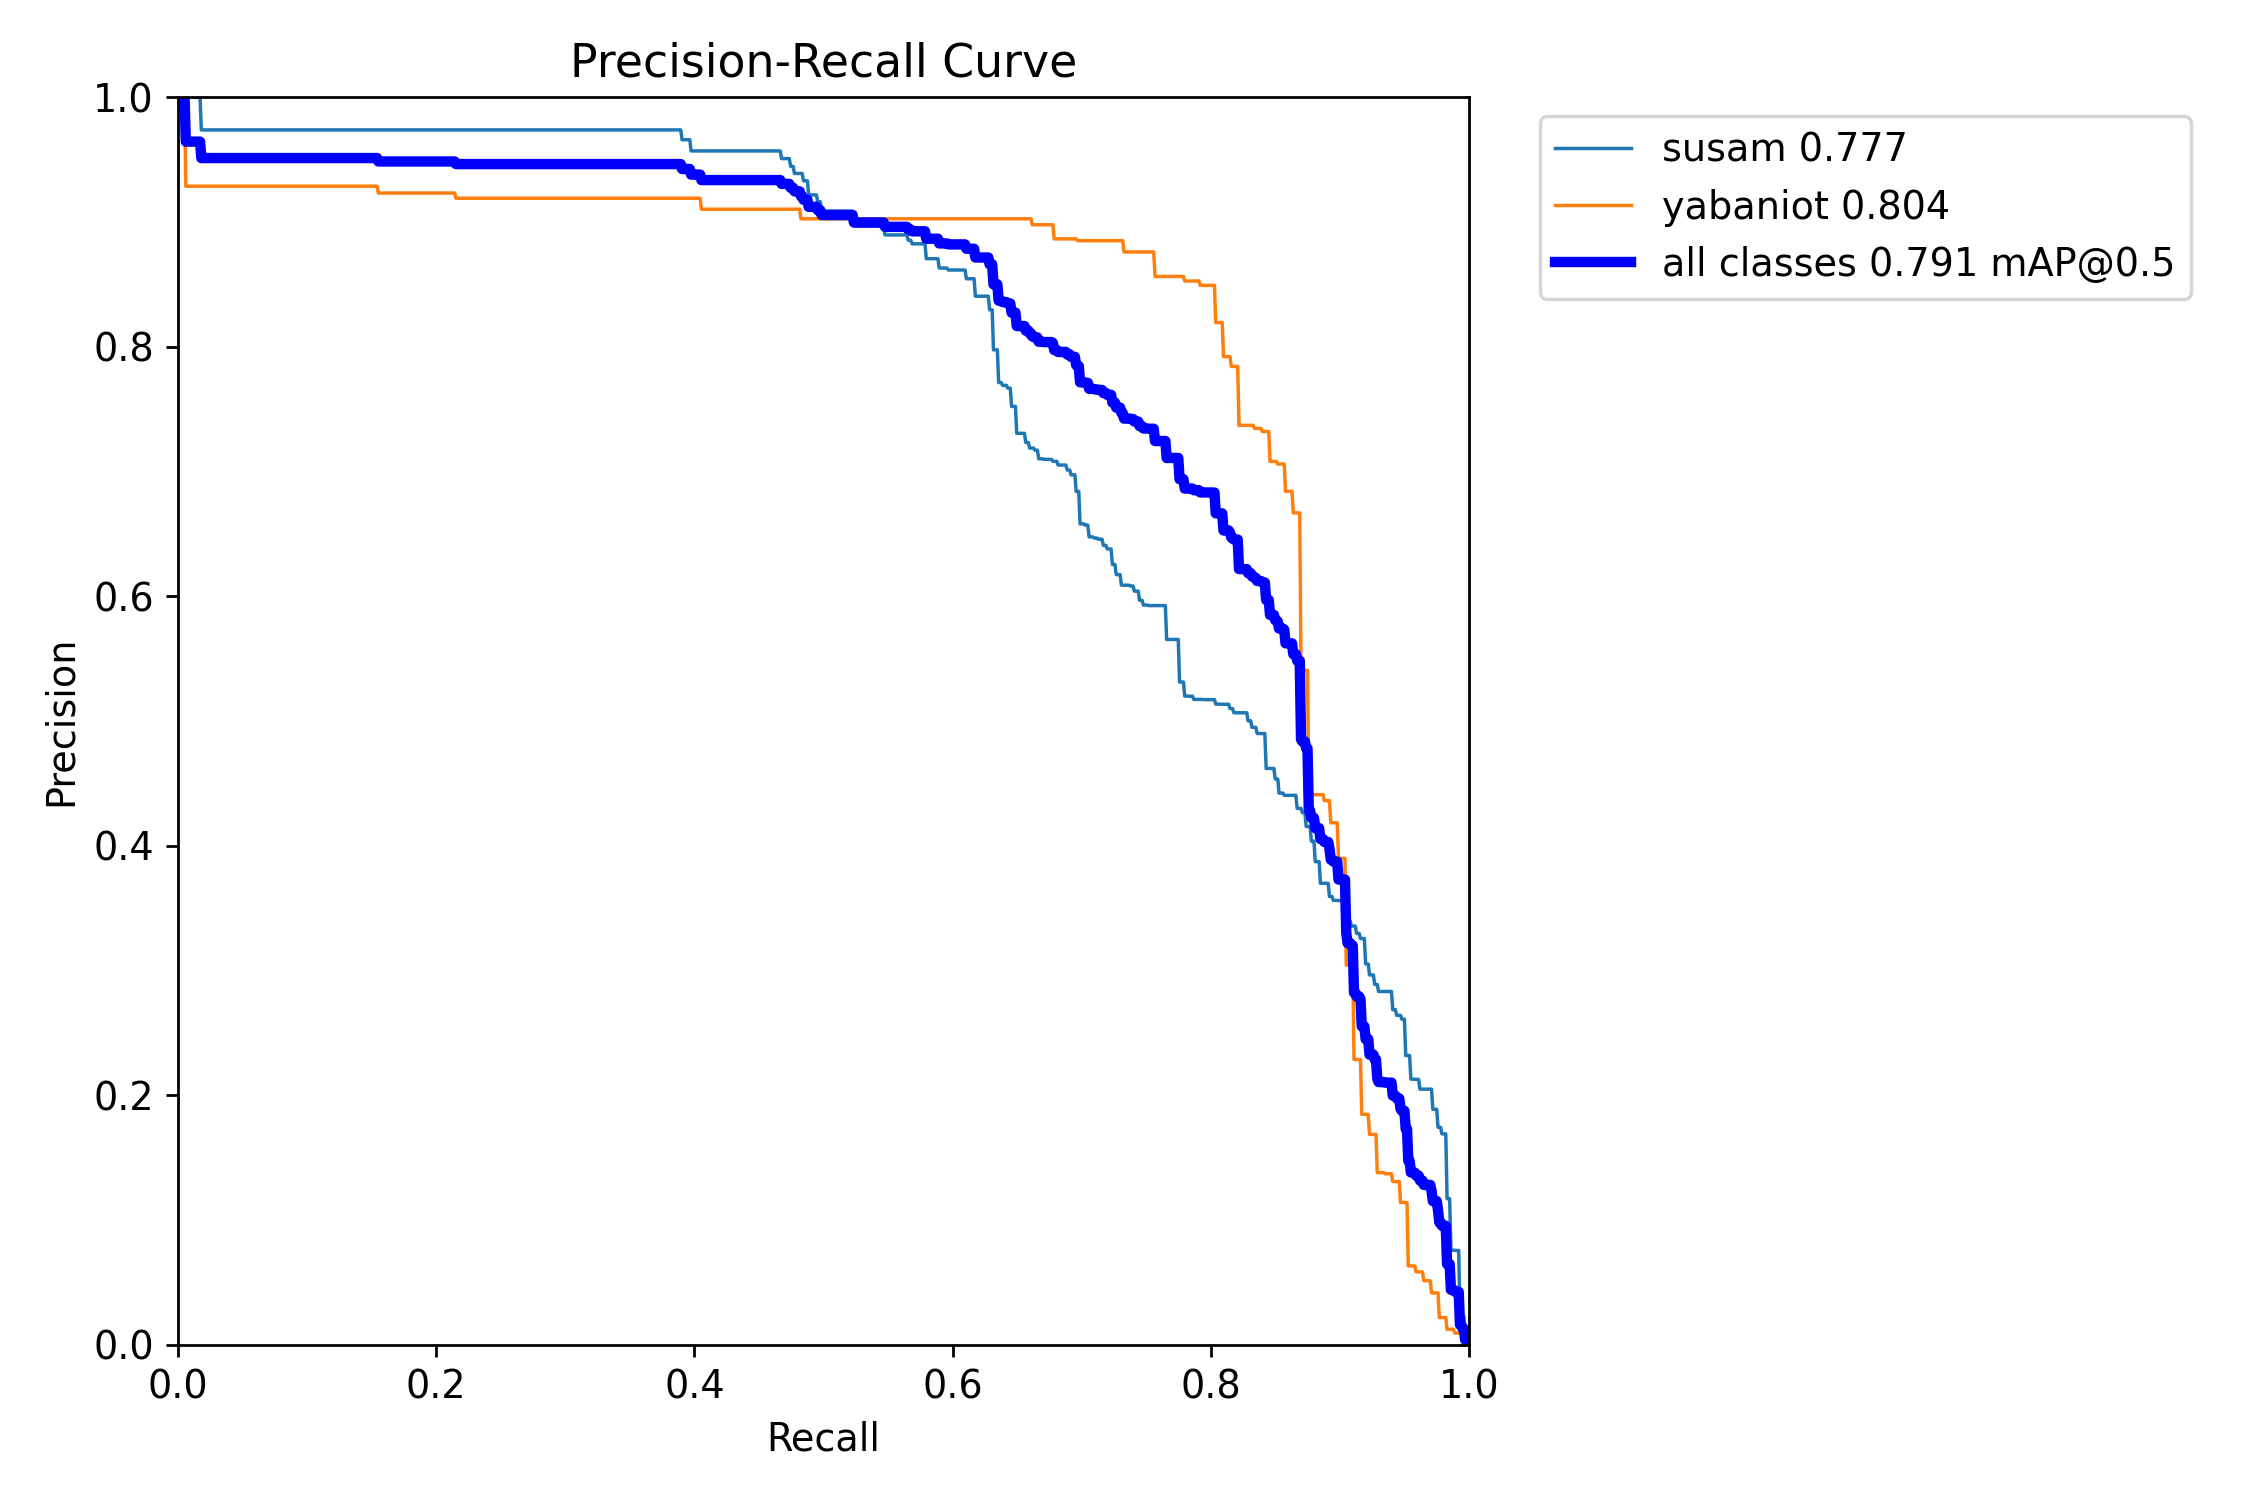 Precision-Recall Curve
susam 0.777
yabaniot 0.804
all classes 0.791 mAP@0.5
Precision
1.0
0.8
0.6
0.4
0.2
0.0
0.0 0.2 0.4 0.6 0.8 1.0
Recall